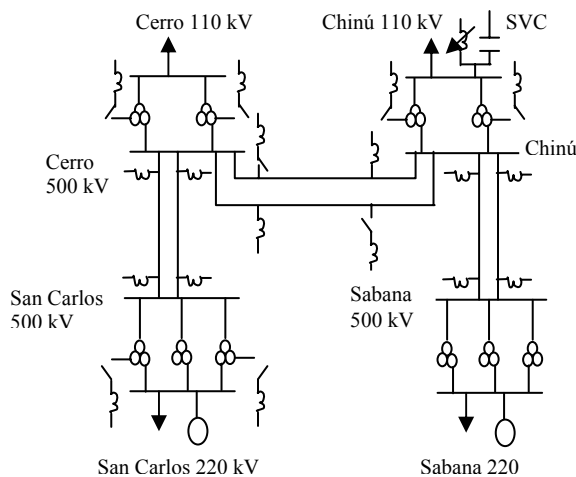 Cerro 110 kV
Chinú 110 kV
SVC
Cerro
500 kV
Chinú
San Carlos
500 kV
Sabana
500 kV
San Carlos 220 kV
Sabana 220